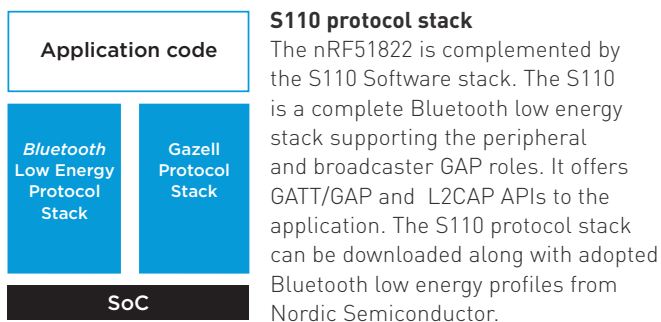 Application code
Bluetooth
Low Energy
Protocol
Stack
Gazell
Protocol
Stack
SoC
S110 protocol stack
The nRF51822 is complemented by
the S110 Software stack. The S110
is a complete Bluetooth low energy
stack supporting the peripheral
and broadcaster GAP roles. It offers
GATT/GAP and  L2CAP APIs to the
application. The S110 protocol stack
can be downloaded along with adopted
Bluetooth low energy profiles from
Nordic Semiconductor.